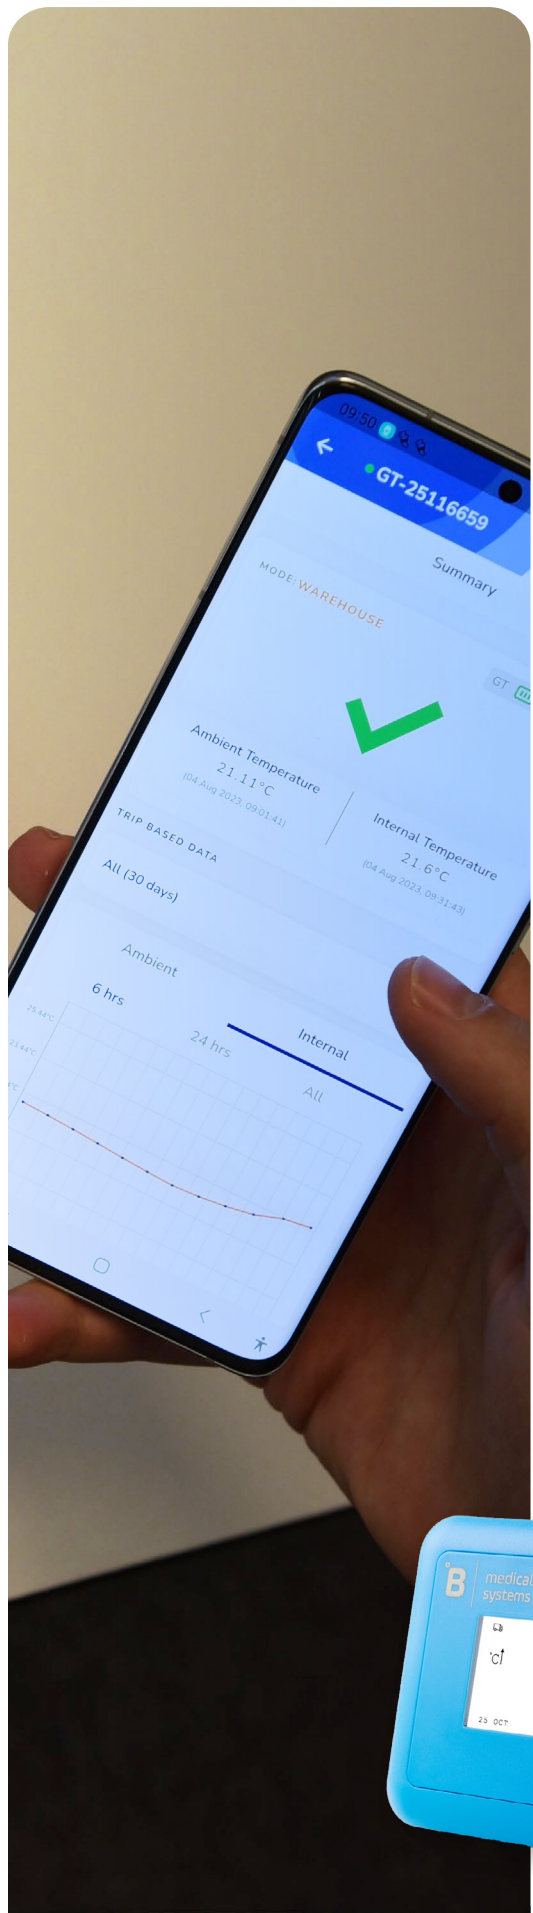 09:50
GT-25116659
Summary
MODE: WAREHOUSE
GT
Ambient Temperature
21.11°C
(04 Aug 2023, 09:01:41)
Internal Temperature
21.6°C
(04 Aug 2023, 09:31:43)
TRIP BASED DATA
All (30 days)
Ambient
Internal
6 hrs
24 hrs
All
25.44°C
23.44°C
B
medical
systems
°C
25 OCT